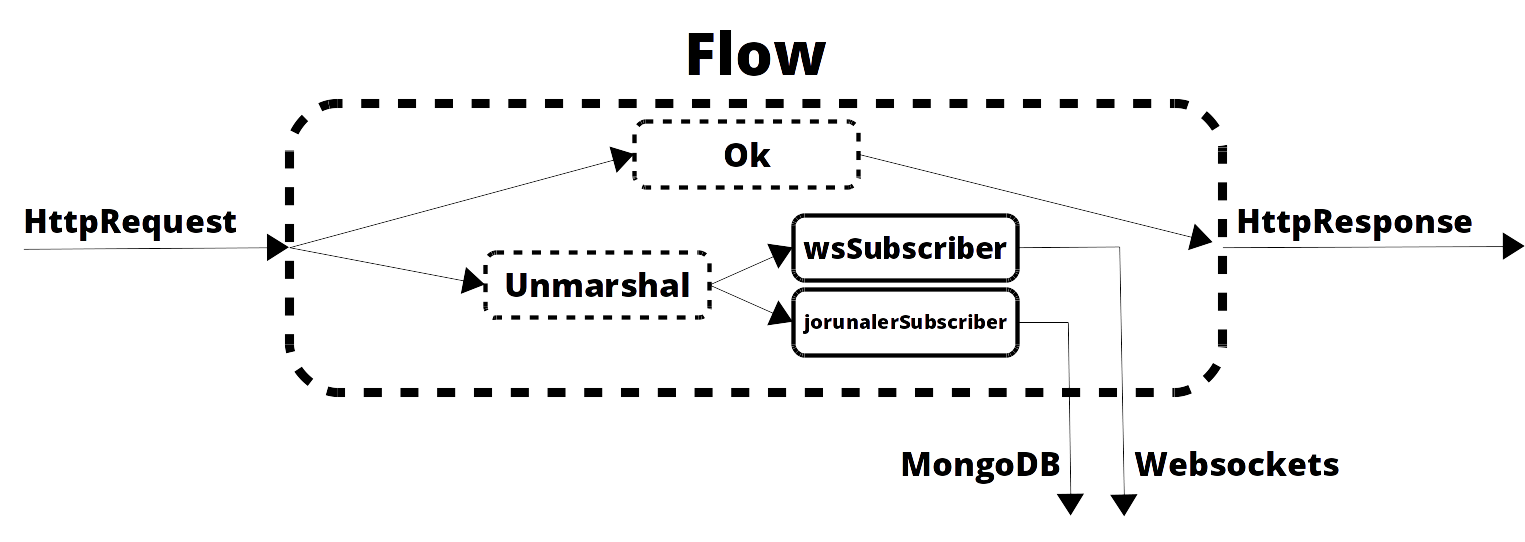 Flow
Ok
HttpRequest
HttpResponse
wsSubscriber
Unmarshal
jorunalerSubscriber
MongoDB
Websockets